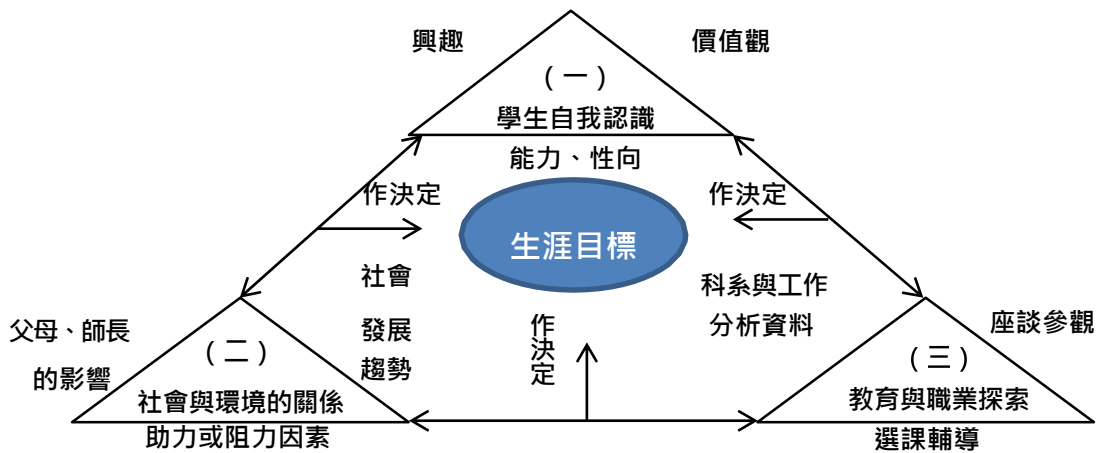 興趣
價值觀
（一）
學生自我認識
能力、性向
作決定
作決定
生涯目標
社會
發展
趨勢
科系與工作
分析資料
作決定
父母、師長
的影響
（二）
社會與環境的關係
助力或阻力因素
座談參觀
（三）
教育與職業探索
選課輔導